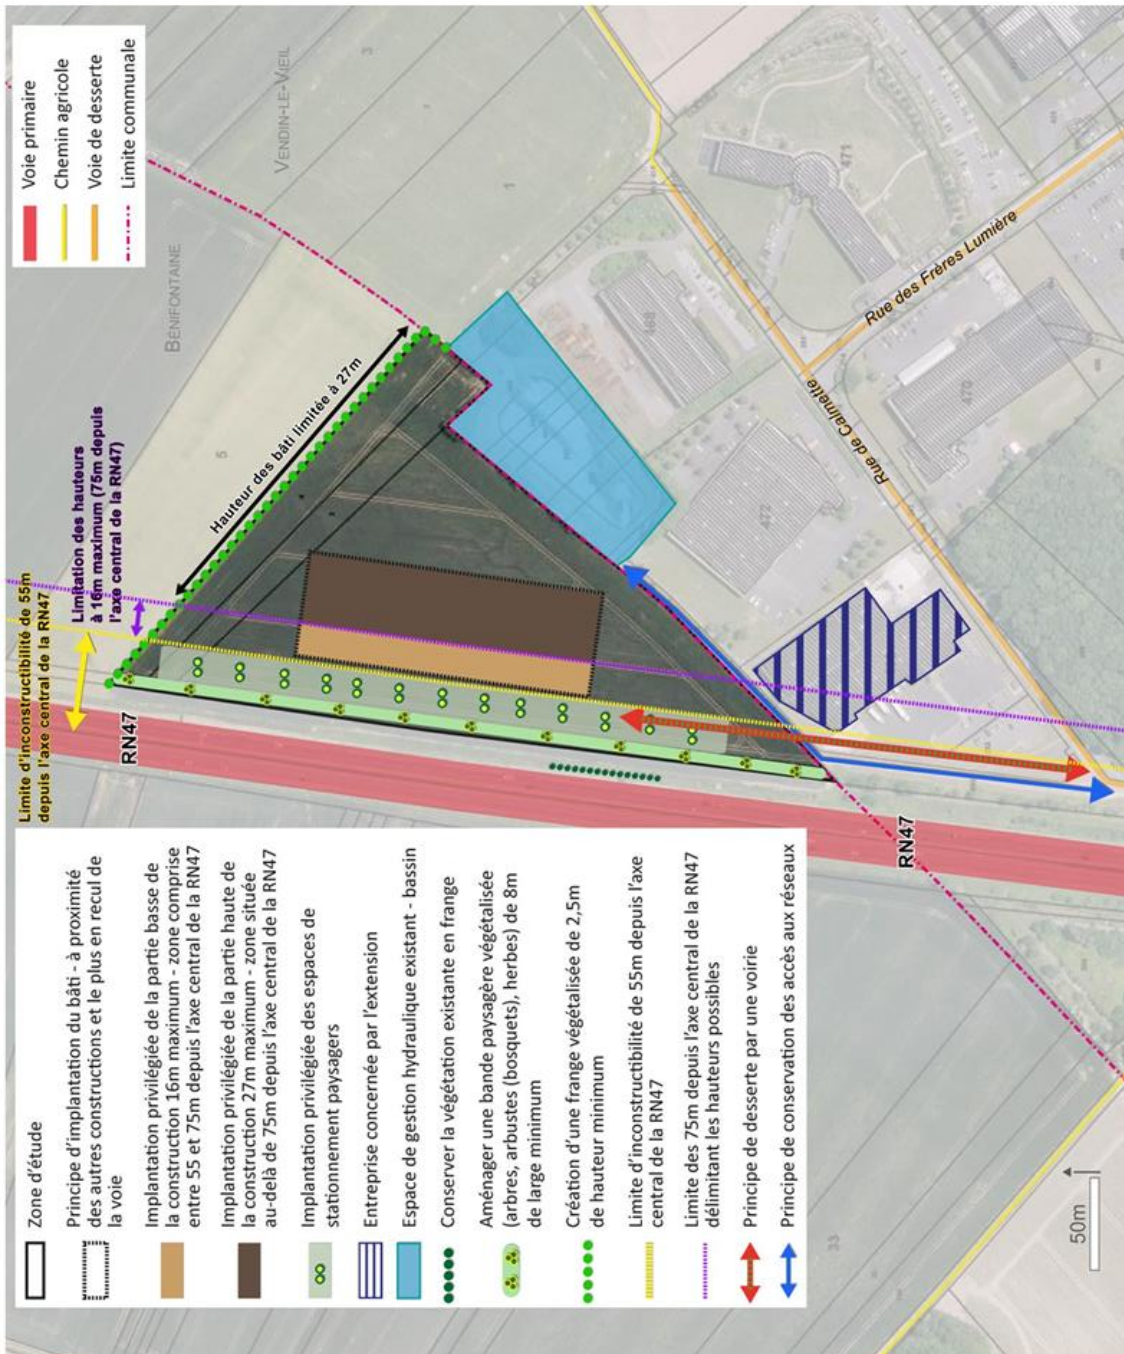 Voie primaire
Chemin agricole
Voie de desserte
Limite communale
VENDIN-LE-VIEIL
BÉNIFONTAINE
3
1
5
Limite d'inconstructibilité de 55m
depuis l'axe central de la RN47
Limitation des hauteurs
à 16m maximum (75m depuis
l'axe central de la RN47)
Hauteur des bâti limitée à 27m
RN47
RN47
Rue de Calmette
Rue des Frères Lumière
471
468
477
470
33
Zone d'étude
Principe d'implantation du bâti - à proximité
des autres constructions et le plus en recul de
la voie
Implantation privilégiée de la partie basse de
la construction 16m maximum - zone comprise
entre 55 et 75m depuis l'axe central de la RN47
Implantation privilégiée de la partie haute de
la construction 27m maximum - zone située
au-delà de 75m depuis l'axe central de la RN47
Implantation privilégiée des espaces de
stationnement paysagers
Entreprise concernée par l'extension
Espace de gestion hydraulique existant - bassin
Conserver la végétation existante en frange
Aménager une bande paysagère végétalisée
(arbres, arbustes (bosquets), herbes) de 8m
de large minimum
Création d'une frange végétalisée de 2,5m
de hauteur minimum
Limite d'inconstructibilité de 55m depuis l'axe
central de la RN47
Limite des 75m depuis l'axe central de la RN47
délimitant les hauteurs possibles
Principe de desserte par une voirie
Principe de conservation des accès aux réseaux
50m